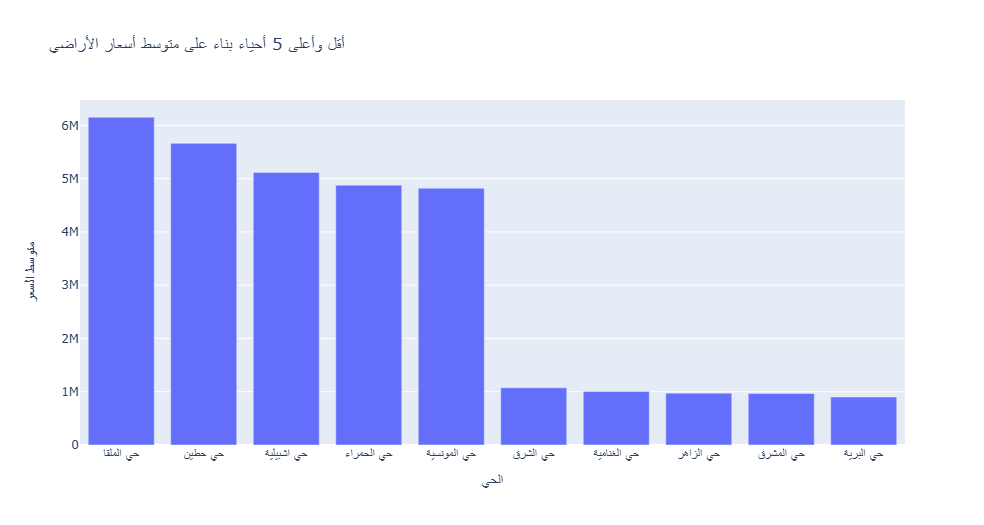 أقل وأعلى 5 أحياء بناء على متوسط أسعار الأراضي
متوسط السعر
6M
5M
4M
3M
2M
1M
0
حي الملقا
حي حطين
حي اشبيلية
حي الحمراء
حي المونسية
حي الشرق
حي الغنامية
حي الزاهر
حي المشرق
حي البرية
الحي